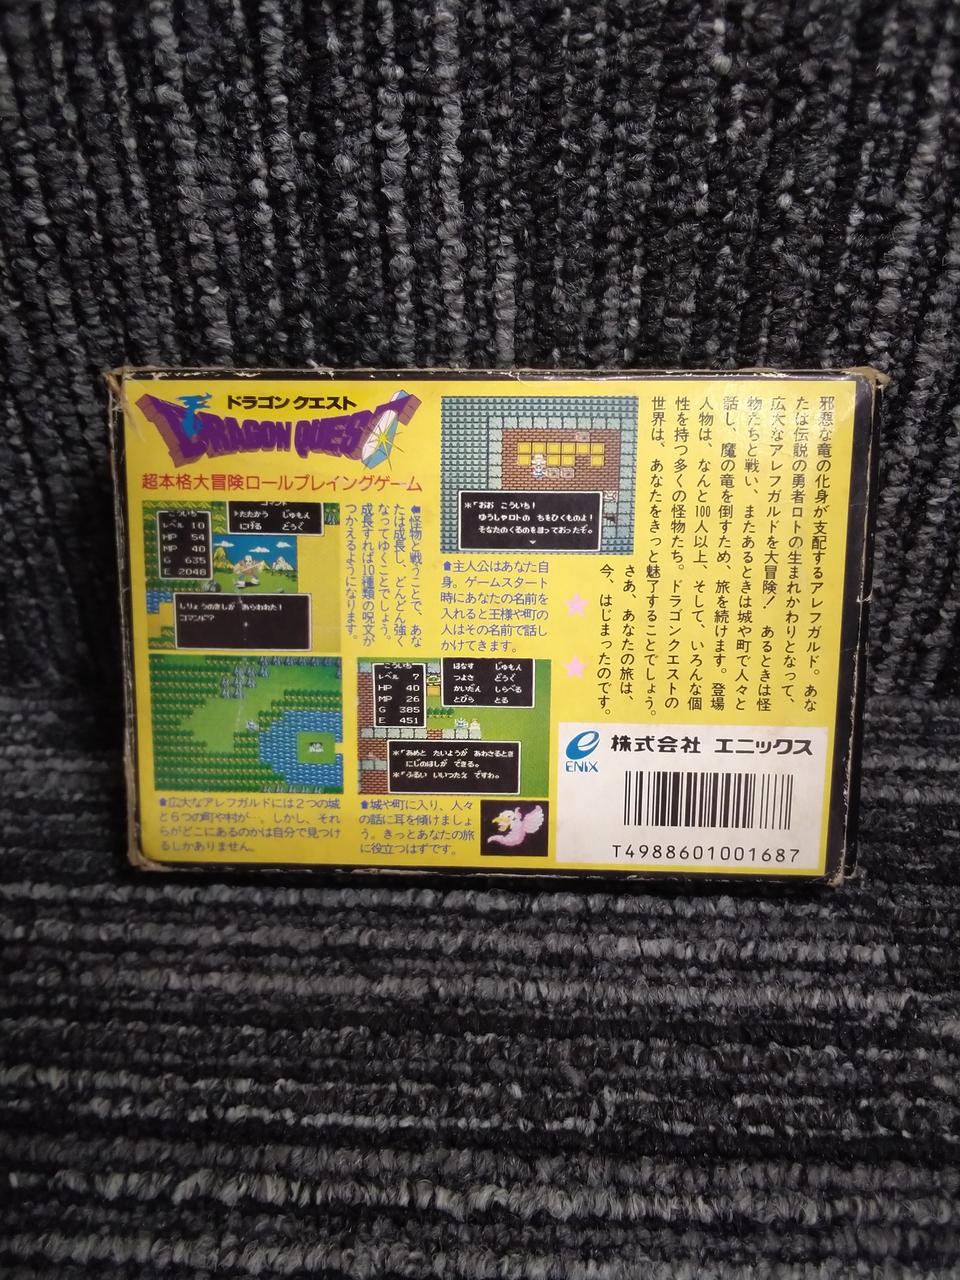 ドラゴンクエスト
DRAGON QUEST
超本格大冒険ロールプレイングゲーム
こういち
レベル 10
HP 54
MP 40
G 635
E 2048
コマンド
たたかう じゅもん
にげる どうぐ
しりょうのきしが あらわれた!
コマンド?
⬆怪物と戦うことで、あな
たは成長し、どんどん強く
なってゆくことでしょう。
成長すれば10種類の呪文が
つかえるようになります。
*「おお こういち!
ゆうしゃロトの ちをひくものよ!
そなたのくるのをまっておったぞ。
⬆主人公はあなた自
身。ゲームスタート
時にあなたの名前を
入れると王様や町の
人はその名前で話し
かけてきます。
邪悪な竜の化身が支配するアレフガルド。あな
たは伝説の勇者ロトの生まれかわりとなって、
広大なアレフガルドを大冒険! あるときは怪
物たちと戦い、またあるときは城や町で人々と
話し、魔の竜を倒すため、旅を続けます。登場
人物は、なんと100人以上、そして、いろんな個
性を持つ多くの怪物たち。ドラゴンクエストの
世界は、あなたをきっと魅了することでしょう。
さあ、あなたの旅は、
今、はじまったのです。
⬆広大なアレフガルドには2つの城
と6つの町や村が…。しかし、それ
らがどこにあるのかは自分で見つけ
るしかありません。
こういち
レベル 7
HP 40
MP 26
G 385
E 451
はなす じゅもん
つよさ どうぐ
かいだん しらべる
とびら とる
*「あめと たいようが あわさるとき
にじのはしが できる。
*「ふるい いいつたえ ですわ。
⬆城や町に入り、人々
の話に耳を傾けましょ
う。きっとあなたの旅
に役立つはずです。
ENIX
株式会社 エニックス
T4988601001687